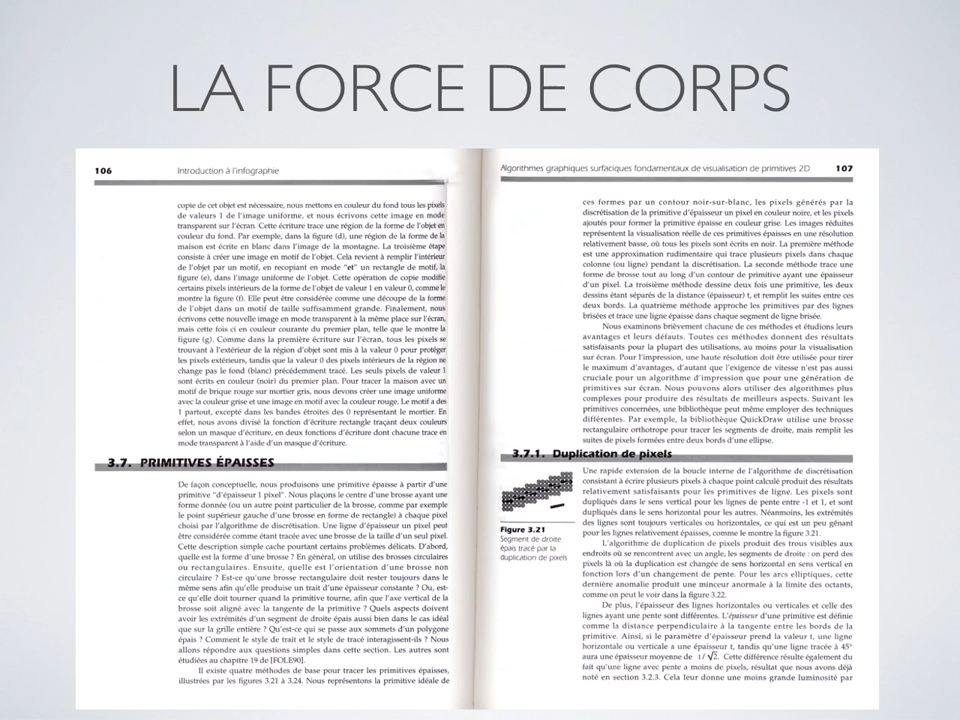 LA FORCE DE CORPS
106
Introduction à l'infographie
copie de cet objet est nécessaire, nous mettons en couleur du fond tous les pixels
de valeurs 1 de l'image uniforme, et nous écrivons cette image en mode
transparent sur l'écran. Cette écriture trace une région de la forme de l'objet en
couleur du fond. Par exemple, dans la figure (d), une région de la forme de la
maison est écrite en blanc dans l'image de la montagne. La troisième étape
consiste à créer une image en motif de l'objet. Cela revient à remplir l'intérieur
de l'objet par un motif, en recopiant en mode "et" un rectangle de motif, la
figure (e), dans l'image uniforme de l'objet. Cette opération de copie modifie
certains pixels intérieurs de la forme de l'objet de valeur 1 en valeur 0, comme le
montre la figure (f). Elle peut être considérée comme une découpe de la forme
de l'objet dans un motif de taille suffisamment grande. Finalement, nous
écrivons cette nouvelle image en mode transparent à la même place sur l'écran,
mais cette fois ci en couleur courante du premier plan, telle que le montre la
figure (g). Comme dans la première écriture sur l'écran, tous les pixels se
trouvant à l'extérieur de la région d'objet sont mis à la valeur 0 pour protéger
les pixels extérieurs, tandis que la valeur 0 des pixels intérieurs de la région ne
change pas le fond (blanc) précédemment tracé. Les seuls pixels de valeur 1
sont écrits en couleur (noir) du premier plan. Pour tracer la maison avec un
motif de brique rouge sur mortier gris, nous devons créer une image uniforme
avec la couleur grise et une image en motif avec la couleur rouge. Le motif a des
1 partout, excepté dans les bandes étroites des 0 représentant le mortier. En
effet, nous avons divisé la fonction d'écriture rectangle traçant deux couleurs
selon un masque d'écriture, en deux fonctions d'écriture dont chacune trace en
mode transparent à l'aide d'un masque d'écriture.
3.7. PRIMITIVES ÉPAISSES
De façon conceptuelle, nous produisons une primitive épaisse à partir d'une
primitive "d'épaisseur 1 pixel". Nous plaçons le centre d'une brosse ayant une
forme donnée (ou un autre point particulier de la brosse, comme par exemple
le point supérieur gauche d'une brosse en forme de rectangle) à chaque pixel
choisi par l'algorithme de discrétisation. Une ligne d'épaisseur un pixel peut
être considérée comme étant tracée avec une brosse de la taille d'un seul pixel.
Cette description simple cache pourtant certains problèmes délicats. D'abord,
quelle est la forme d'une brosse ? En général, on utilise des brosses circulaires
ou rectangulaires. Ensuite, quelle est l'orientation d'une brosse non
circulaire ? Est-ce qu'une brosse rectangulaire doit rester toujours dans le
même sens afin qu'elle produise un trait d'une épaisseur constante ? Ou, est-
ce qu'elle doit tourner quand la primitive tourne, afin que l'axe vertical de la
brosse soit aligné avec la tangente de la primitive ? Quels aspects doivent
avoir les extrémités d'un segment de droite épais aussi bien dans le cas idéal
que sur la grille entière ? Qu'est-ce qui se passe aux sommets d'un polygone
épais ? Comment le style de trait et le style de tracé interagissent-ils ? Nous
allons répondre aux questions simples dans cette section. Les autres sont
étudiées au chapitre 19 de [FOLE90].
Il existe quatre méthodes de base pour tracer les primitives épaisses,
illustrées par les figures 3.21 à 3.24. Nous représentons la primitive idéale de
Algorithmes graphiques surfaciques fondamentaux de visualisation de primitives 2D
107
ces formes par un contour noir-sur-blanc, les pixels générés par la
discrétisation de la primitive d'épaisseur un pixel en couleur noire, et les pixels
ajoutés pour former la primitive épaisse en couleur grise. Les images réduites
représentent la visualisation réelle de ces primitives épaisses en une résolution
relativement basse, où tous les pixels sont écrits en noir. La première méthode
est une approximation rudimentaire qui trace plusieurs pixels dans chaque
colonne (ou ligne) pendant la discrétisation. La seconde méthode trace une
forme de brosse tout au long d'un contour de primitive ayant une épaisseur
d'un pixel. La troisième méthode dessine deux fois une primitive, les deux
dessins étant séparés de la distance (épaisseur) t, et remplit les suites entre ces
deux bords. La quatrième méthode approche les primitives par des lignes
brisées et trace une ligne épaisse dans chaque segment de ligne brisée.
Nous examinons brièvement chacune de ces méthodes et étudions leurs
avantages et leurs défauts. Toutes ces méthodes donnent des résultats
satisfaisants pour la plupart des utilisations, au moins pour la visualisation
sur écran. Pour l'impression, une haute résolution doit être utilisée pour tirer
le maximum d'avantages, d'autant que l'exigence de vitesse n'est pas aussi
cruciale pour un algorithme d'impression que pour une génération de
primitives sur écran. Nous pouvons alors utiliser des algorithmes plus
complexes pour produire des résultats de meilleurs aspects. Suivant les
primitives concernées, une bibliothèque peut même employer des techniques
différentes. Par exemple, la bibliothèque QuickDraw utilise une brosse
rectangulaire orthotrope pour tracer les segments de droite, mais remplit les
suites de pixels formées entre deux bords d'une ellipse.
3.7.1. Duplication de pixels
Une rapide extension de la boucle interne de l'algorithme de discrétisation
consistant à écrire plusieurs pixels à chaque point calculé produit des résultats
relativement satisfaisants pour les primitives de ligne. Les pixels sont
dupliqués dans le sens vertical pour les lignes de pente entre -1 et 1, et sont
dupliqués dans le sens horizontal pour les autres. Néanmoins, les extrémités
des lignes sont toujours verticales ou horizontales, ce qui est un peu gênant
pour les lignes relativement épaisses, comme le montre la figure 3.21.
Figure 3.21
Segment de droite
épais tracé par la
duplication de pixels
L'algorithme de duplication de pixels produit des trous visibles aux
endroits où se rencontrent avec un angle, les segments de droite : on perd des
pixels là où la duplication est changée de sens horizontal en sens vertical en
fonction lors d'un changement de pente. Pour les arcs elliptiques, cette
dernière anomalie produit une minceur anormale à la limite des octants,
comme on peut le voir dans la figure 3.22.
De plus, l'épaisseur des lignes horizontales ou verticales et celle des
lignes ayant une pente sont différentes. L'épaisseur d'une primitive est définie
comme la distance perpendiculaire à la tangente entre les bords de la
primitive. Ainsi, si le paramètre d'épaisseur prend la valeur t, une ligne
horizontale ou verticale a une épaisseur t, tandis qu'une ligne tracée à 45°
aura une épaisseur moyenne de t/√2. Cette différence résulte également du
fait qu'une ligne avec pente a moins de pixels, résultat que nous avons déjà
noté en section 3.2.3. Cela leur donne une moins grande luminosité par